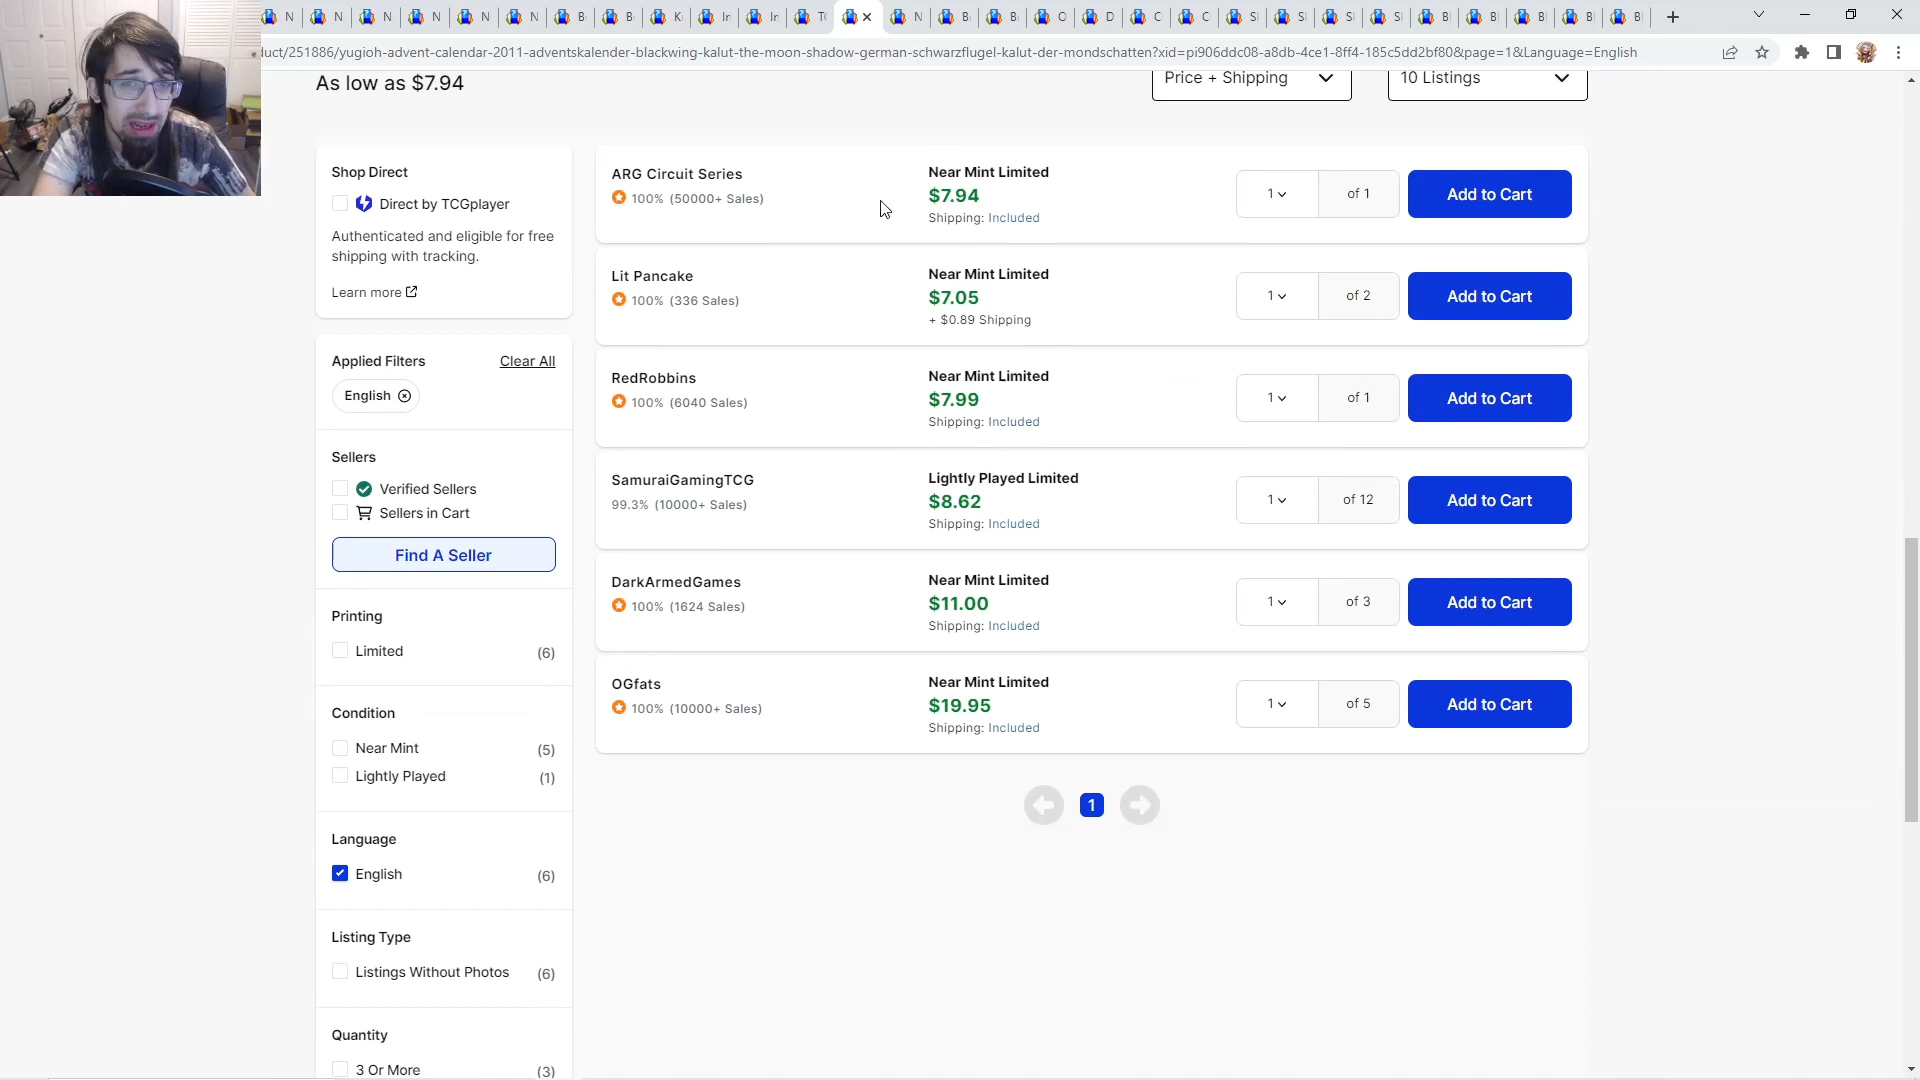 N N N N N N B B K In In T N B B O D C C S S S S B B B B B
duct/251886/yugioh-advent-calendar-2011-adventskalender-blackwing-kalut-the-moon-shadow-german-schwarzflugel-kalut-der-mondschatten?xid=pi906ddc08-a8db-4ce1-8ff4-185c5dd2bf80&page=1&Language=English
As low as $7.94
Price + Shipping
10 Listings
Shop Direct
Direct by TCGplayer
Authenticated and eligible for free
shipping with tracking.
Learn more
Applied Filters Clear All
English
Sellers
Verified Sellers
Sellers in Cart
Find A Seller
Printing
Limited (6)
Condition
Near Mint (5)
Lightly Played (1)
Language
English (6)
Listing Type
Listings Without Photos (6)
Quantity
3 Or More (3)
ARG Circuit Series
100% (50000+ Sales)
Near Mint Limited
$7.94
Shipping: Included
1 of 1 Add to Cart
Lit Pancake
100% (336 Sales)
Near Mint Limited
$7.05
+ $0.89 Shipping
1 of 2 Add to Cart
RedRobbins
100% (6040 Sales)
Near Mint Limited
$7.99
Shipping: Included
1 of 1 Add to Cart
SamuraiGamingTCG
99.3% (10000+ Sales)
Lightly Played Limited
$8.62
Shipping: Included
1 of 12 Add to Cart
DarkArmedGames
100% (1624 Sales)
Near Mint Limited
$11.00
Shipping: Included
1 of 3 Add to Cart
OGfats
100% (10000+ Sales)
Near Mint Limited
$19.95
Shipping: Included
1 of 5 Add to Cart
1